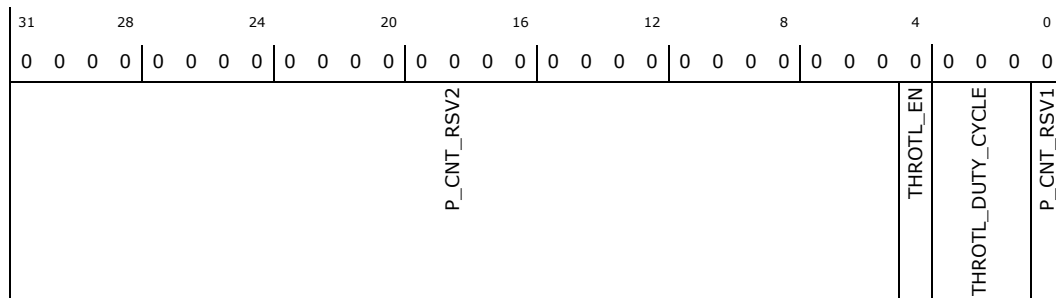 31 28 24 20 16 12 8 4 0
0 0 0 0 0 0 0 0 0 0 0 0 0 0 0 0 0 0 0 0 0 0 0 0 0 0 0 0 0 0 0 0
P_CNT_RSV2
THROTL_EN
THROTL_DUTY_CYCLE
P_CNT_RSV1